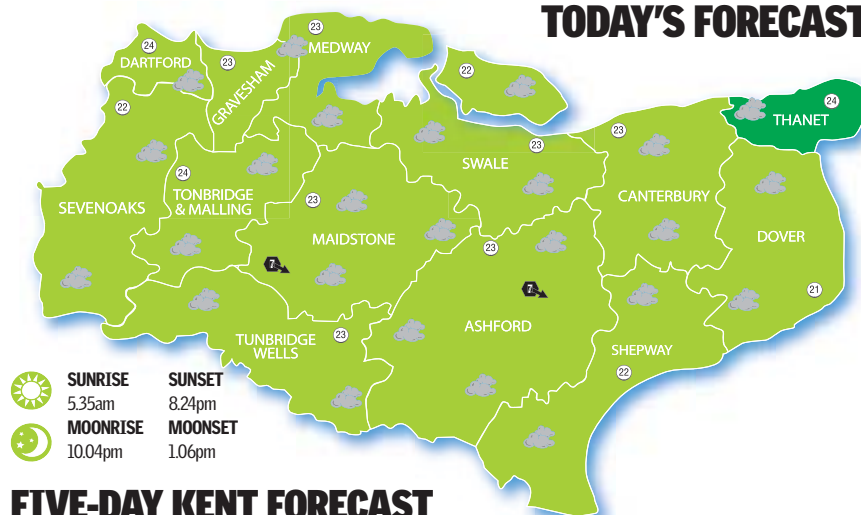 TODAY'S FORECAST
23
MEDWAY
24
DARTFORD
23
GRAVESHAM
22
22
24
THANET
23
SWALE
23
24
TONBRIDGE
& MALLING
SEVENOAKS
23
CANTERBURY
MAIDSTONE
23
DOVER
7
7
21
ASHFORD
TUNBRIDGE
WELLS
23
SHEPWAY
22
SUNRISE SUNSET
5.35am 8.24pm
MOONRISE MOONSET
10.04pm 1.06pm
FIVE-DAY KENT FORECAST